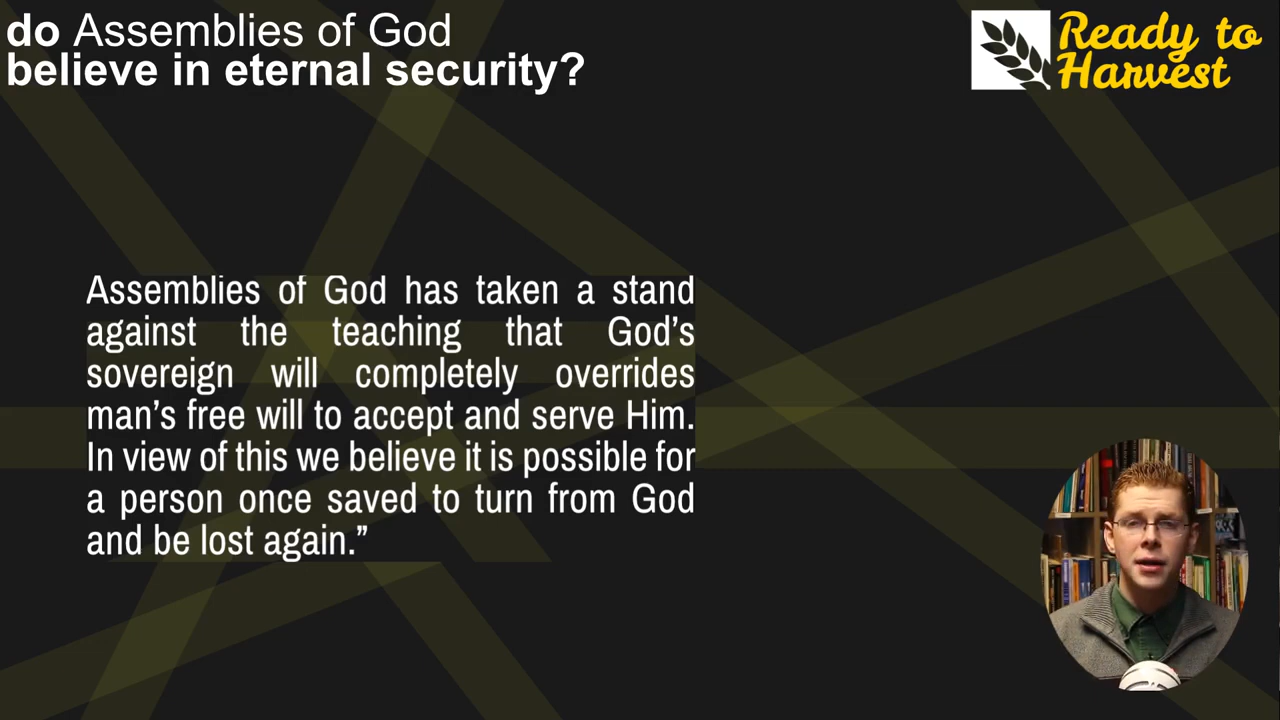 do Assemblies of God
believe in eternal security?
Ready to
Harvest
Assemblies of God has taken a stand
against the teaching that God’s
sovereign will completely overrides
man’s free will to accept and serve Him.
In view of this we believe it is possible for
a person once saved to turn from God
and be lost again.”